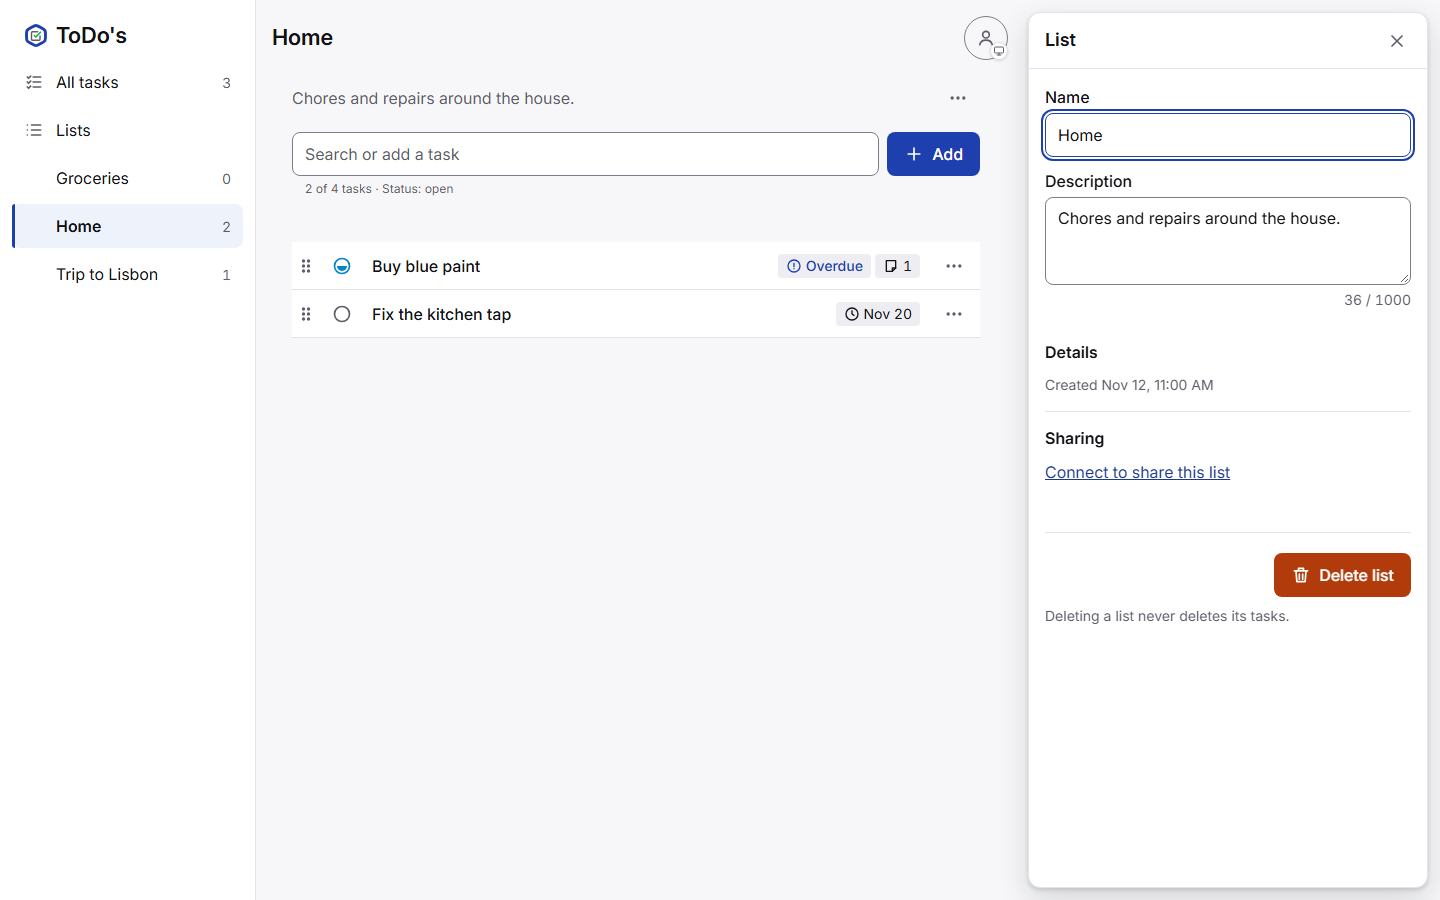 ToDo's
All tasks 3
Lists
Groceries 0
Home 2
Trip to Lisbon 1
Home
Chores and repairs around the house.
Search or add a task
Add
2 of 4 tasks · Status: open
Buy blue paint Overdue 1
Fix the kitchen tap Nov 20
List
Name
Home
Description
Chores and repairs around the house.
36 / 1000
Details
Created Nov 12, 11:00 AM
Sharing
Connect to share this list
Delete list
Deleting a list never deletes its tasks.